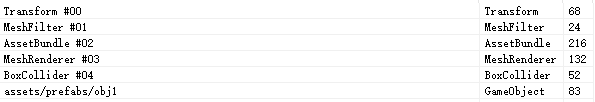 Transform #00 Transform 68
MeshFilter #01 MeshFilter 24
AssetBundle #02 AssetBundle 216
MeshRenderer #03 MeshRenderer 132
BoxCollider #04 BoxCollider 52
assets/prefabs/obj1 GameObject 83